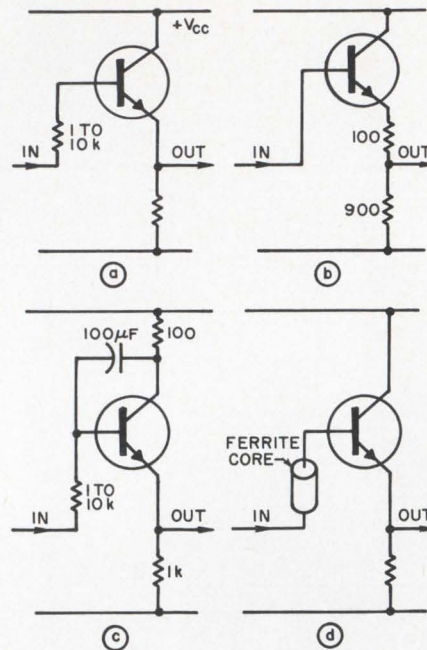 +VCC
1 TO
10 k
IN
OUT
a
IN
100
OUT
900
b
100μF
100
1 TO
10 k
IN
OUT
1k
c
FERRITE
CORE
IN
OUT
d